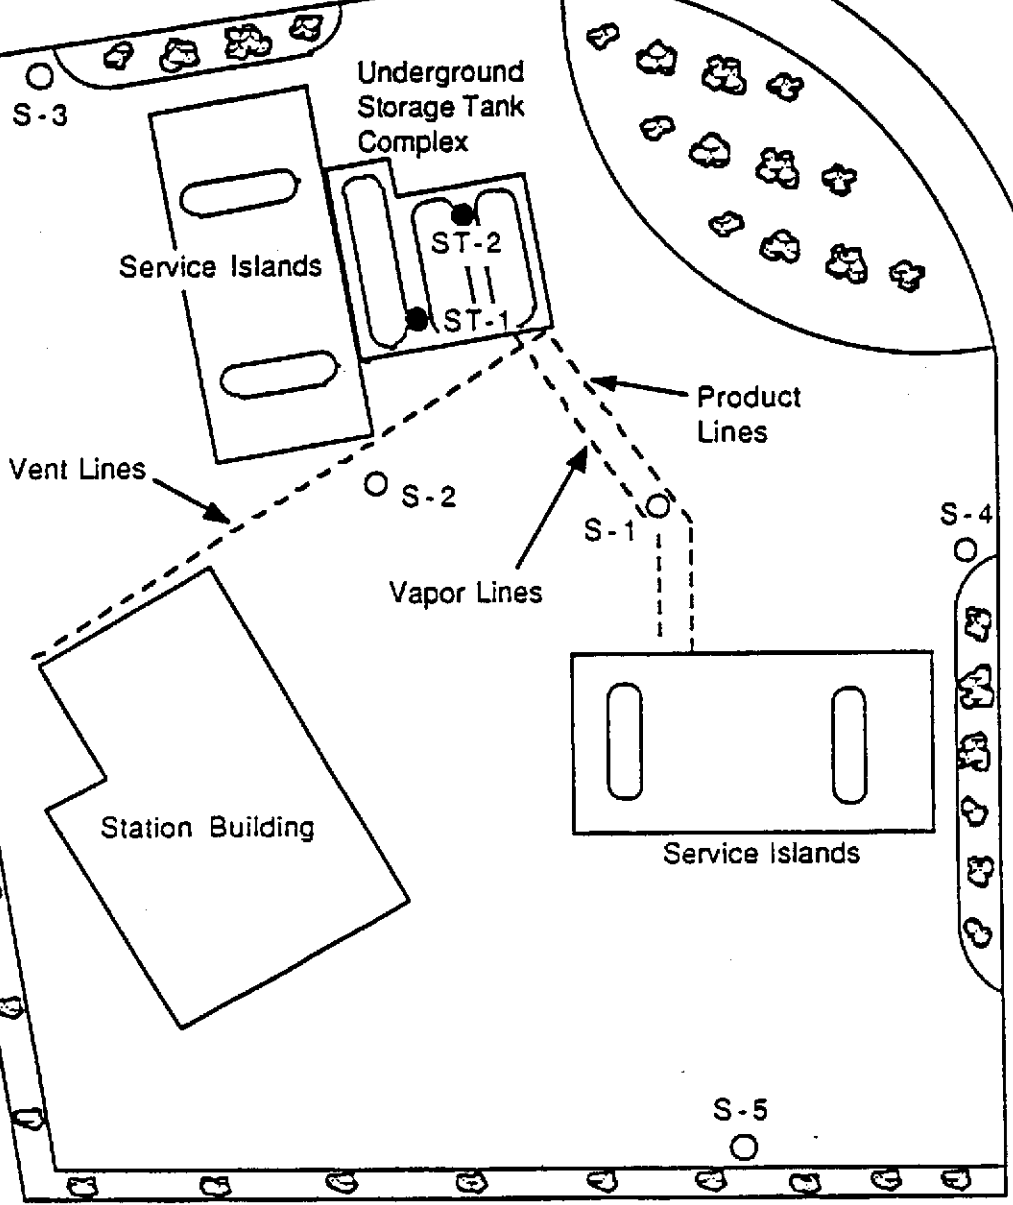 Underground
Storage Tank
Complex
S-3
ST-2
Service Islands
ST-1
Product
Lines
Vent Lines
S-2
S-1
S-4
Vapor Lines
Station Building
Service Islands
S-5